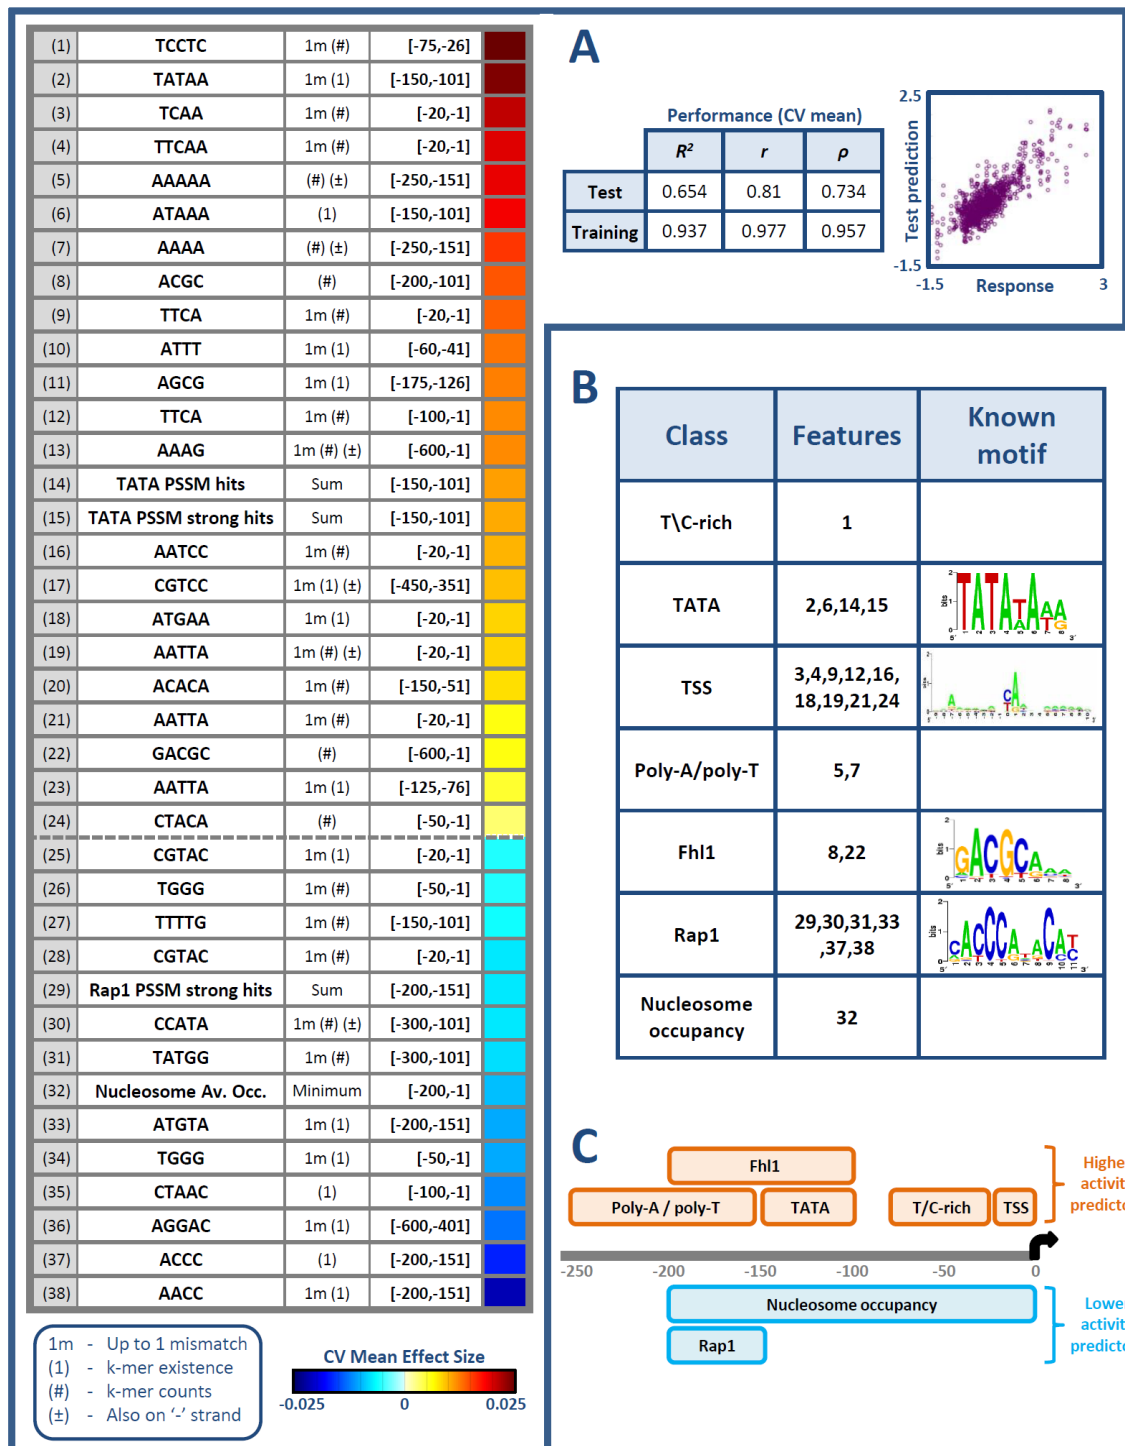 (1) TCCTC 1m (#) [-75,-26]
(2) TATAA 1m (1) [-150,-101]
(3) TCAA 1m (#) [-20,-1]
(4) TTCAA 1m (#) [-20,-1]
(5) AAAAA (#) (±) [-250,-151]
(6) ATAAA (1) [-150,-101]
(7) AAAA (#) (±) [-250,-151]
(8) ACGC (#) [-200,-101]
(9) TTCA 1m (#) [-20,-1]
(10) ATTT 1m (1) [-60,-41]
(11) AGCG 1m (1) [-175,-126]
(12) TTCA 1m (#) [-100,-1]
(13) AAAG 1m (#) (±) [-600,-1]
(14) TATA PSSM hits Sum [-150,-101]
(15) TATA PSSM strong hits Sum [-150,-101]
(16) AATCC 1m (#) [-20,-1]
(17) CGTCC 1m (1) (±) [-450,-351]
(18) ATGAA 1m (1) [-20,-1]
(19) AATTA 1m (#) (±) [-20,-1]
(20) ACACA 1m (#) [-150,-51]
(21) AATTA 1m (#) [-20,-1]
(22) GACGC (#) [-600,-1]
(23) AATTA 1m (1) [-125,-76]
(24) CTACA (#) [-50,-1]
(25) CGTAC 1m (1) [-20,-1]
(26) TGGG 1m (#) [-50,-1]
(27) TTTTG 1m (#) [-150,-101]
(28) CGTAC 1m (#) [-20,-1]
(29) Rap1 PSSM strong hits Sum [-200,-151]
(30) CCATA 1m (#) (±) [-300,-101]
(31) TATGG 1m (#) [-300,-101]
(32) Nucleosome Av. Occ. Minimum [-200,-1]
(33) ATGTA 1m (1) [-200,-151]
(34) TGGG 1m (1) [-50,-1]
(35) CTAAC (1) [-100,-1]
(36) AGGAC 1m (1) [-600,-401]
(37) ACCC (1) [-200,-151]
(38) AACC 1m (1) [-200,-151]
1m - Up to 1 mismatch
(1) - k-mer existence
(#) - k-mer counts
(±) - Also on '-' strand
CV Mean Effect Size
-0.025 0 0.025
A
Performance (CV mean)
R² r ρ
Test 0.654 0.81 0.734
Training 0.937 0.977 0.957
2.5
Test prediction
-1.5
-1.5 Response 3
B
Class Features Known motif
T\C-rich 1
TATA 2,6,14,15
TSS 3,4,9,12,16,
18,19,21,24
Poly-A/poly-T 5,7
Fhl1 8,22
Rap1 29,30,31,33
,37,38
Nucleosome
occupancy 32
C
Fhl1
Poly-A / poly-T TATA T/C-rich TSS
Highe
activit
predicto
-250 -200 -150 -100 -50 0
Nucleosome occupancy
Rap1
Lowe
activit
predicto